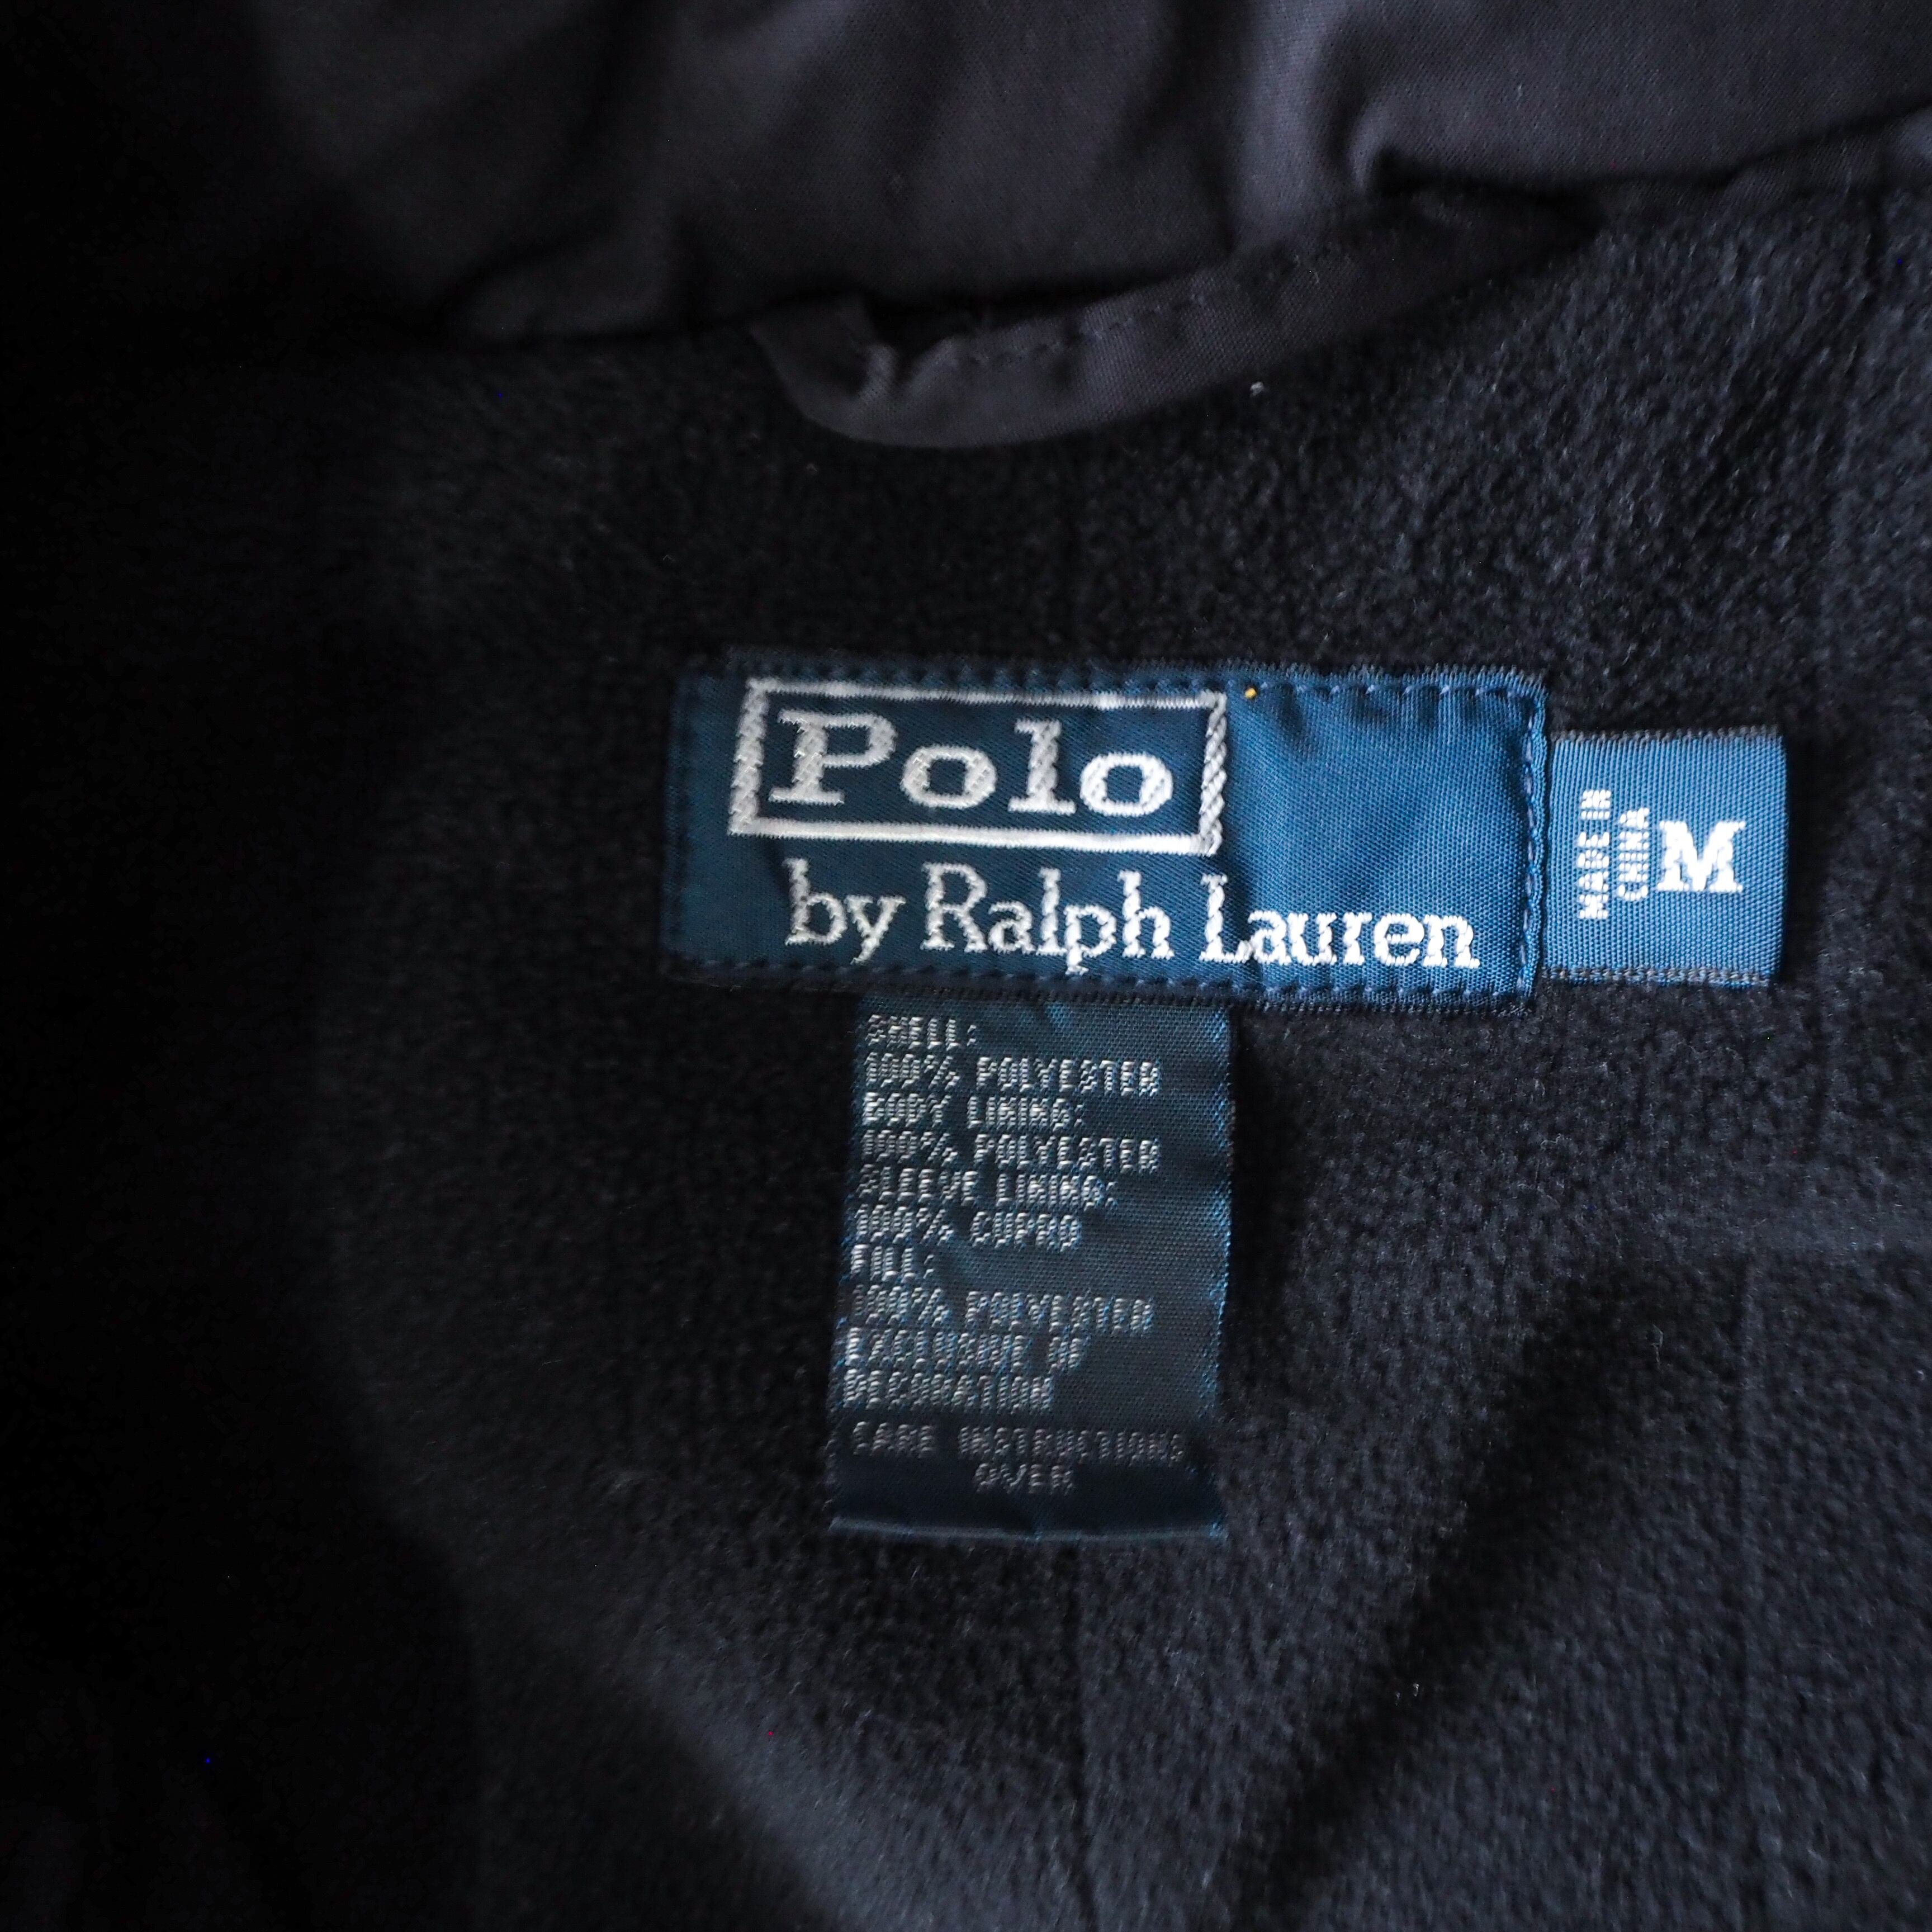 Polo
by Ralph Lauren
MADE IN
CHINA
M
SHELL:
100% POLYESTER
BODY LINING:
100% POLYESTER
SLEEVE LINING:
100% CUPRO
FILL:
100% POLYESTER
EXCLUSIVE OF
DECORATION
CARE INSTRUCTIONS
OVER